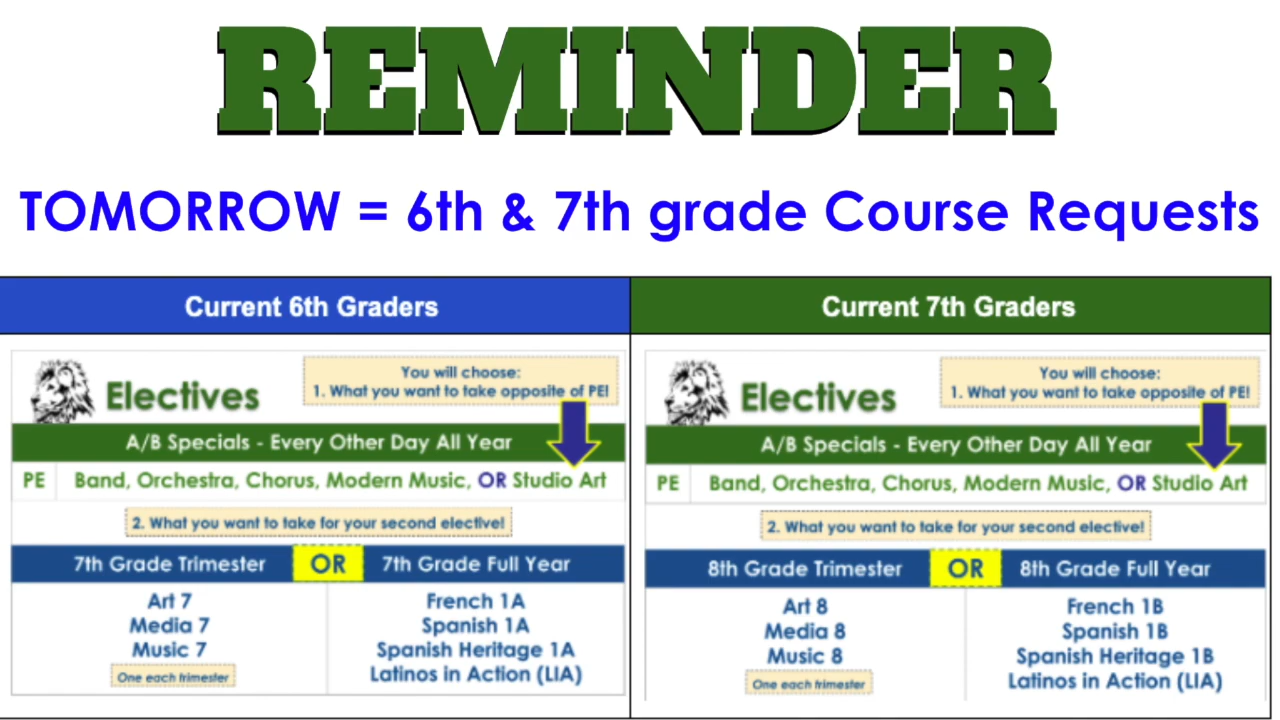 REMINDER
TOMORROW = 6th & 7th grade Course Requests
Current 6th Graders
Electives
You will choose:
1. What you want to take opposite of PE!
A/B Specials - Every Other Day All Year
PE
Band, Orchestra, Chorus, Modern Music, OR Studio Art
2. What you want to take for your second elective!
7th Grade Trimester
OR
7th Grade Full Year
Art 7
Media 7
Music 7
One each trimester
French 1A
Spanish 1A
Spanish Heritage 1A
Latinos in Action (LIA)
Current 7th Graders
Electives
You will choose:
1. What you want to take opposite of PE!
A/B Specials - Every Other Day All Year
PE
Band, Orchestra, Chorus, Modern Music, OR Studio Art
2. What you want to take for your second elective!
8th Grade Trimester
OR
8th Grade Full Year
Art 8
Media 8
Music 8
One each trimester
French 1B
Spanish 1B
Spanish Heritage 1B
Latinos in Action (LIA)